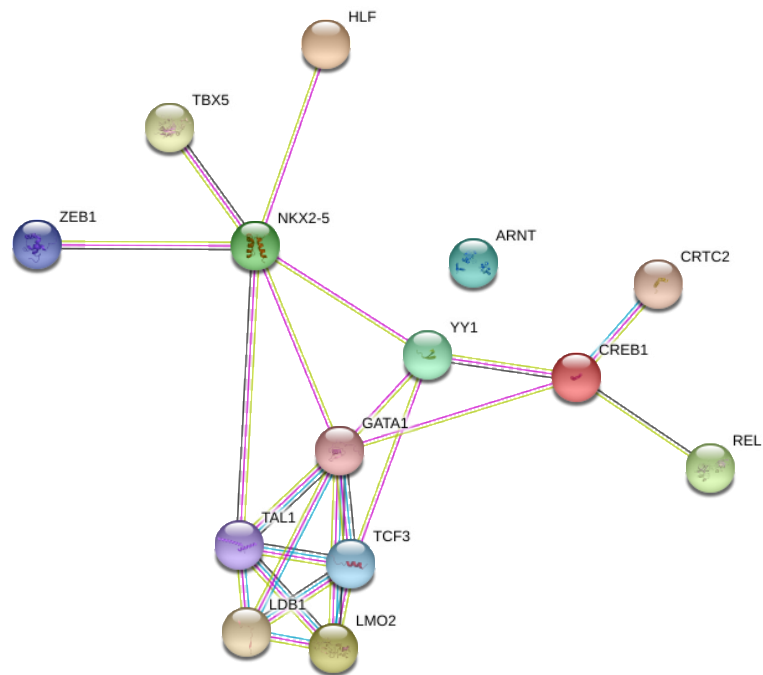 HLF
TBX5
ZEB1
NKX2-5
ARNT
CRTC2
YY1
CREB1
GATA1
REL
TAL1
TCF3
LDB1
LMO2